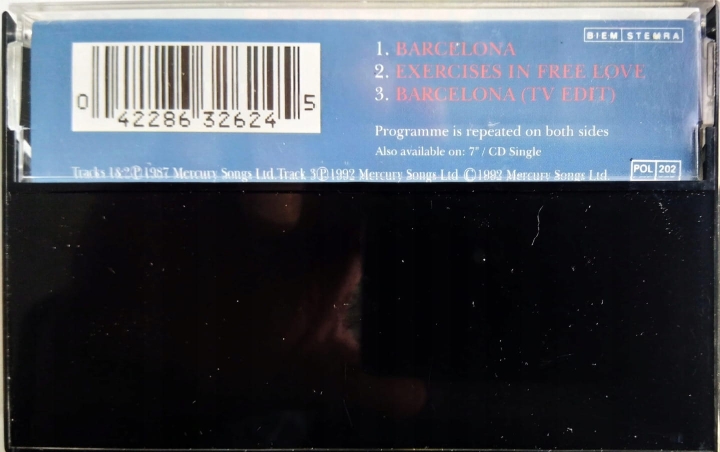 BIEM STEMRA
1. BARCELONA
2. EXERCISES IN FREE LOVE
3. BARCELONA (TV EDIT)
0 42286 32624 5
Programme is repeated on both sides
Also available on: 7" / CD Single
Tracks 1&2 ℗ 1987 Mercury Songs Ltd. Track 3 ℗ 1992 Mercury Songs Ltd © 1992 Mercury Songs Ltd.
POL 202